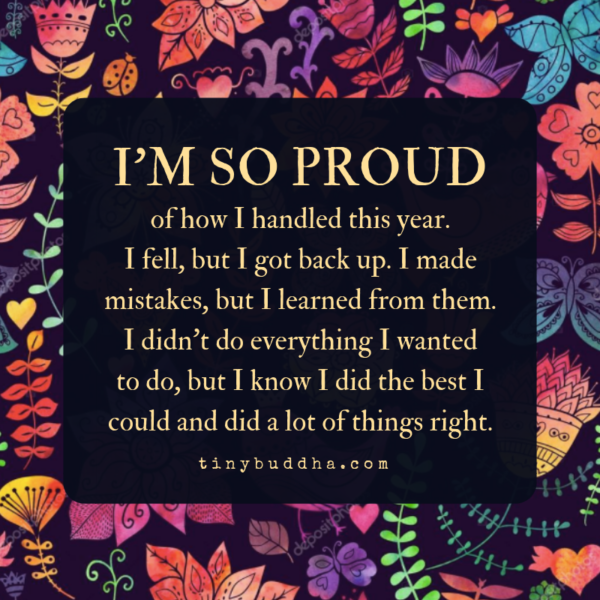 I'M SO PROUD
of how I handled this year.
I fell, but I got back up. I made
mistakes, but I learned from them.
I didn't do everything I wanted
to do, but I know I did the best I
could and did a lot of things right.
tinybuddha.com
depositphotos